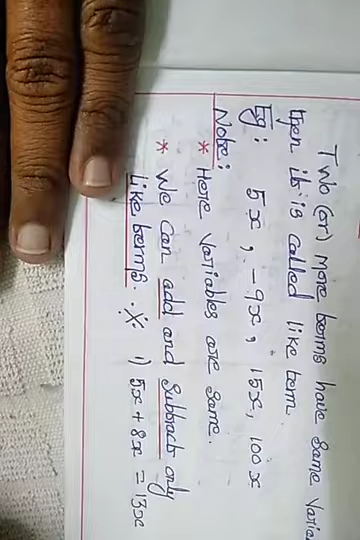 Two (or) more terms have same varia
then it is called like term.
Eg: 5x, -9x, 15x, 100x
Note:
* Here variables are same.
* We can add and subtract only
like terms. ※ 1) 5x + 8x = 13x